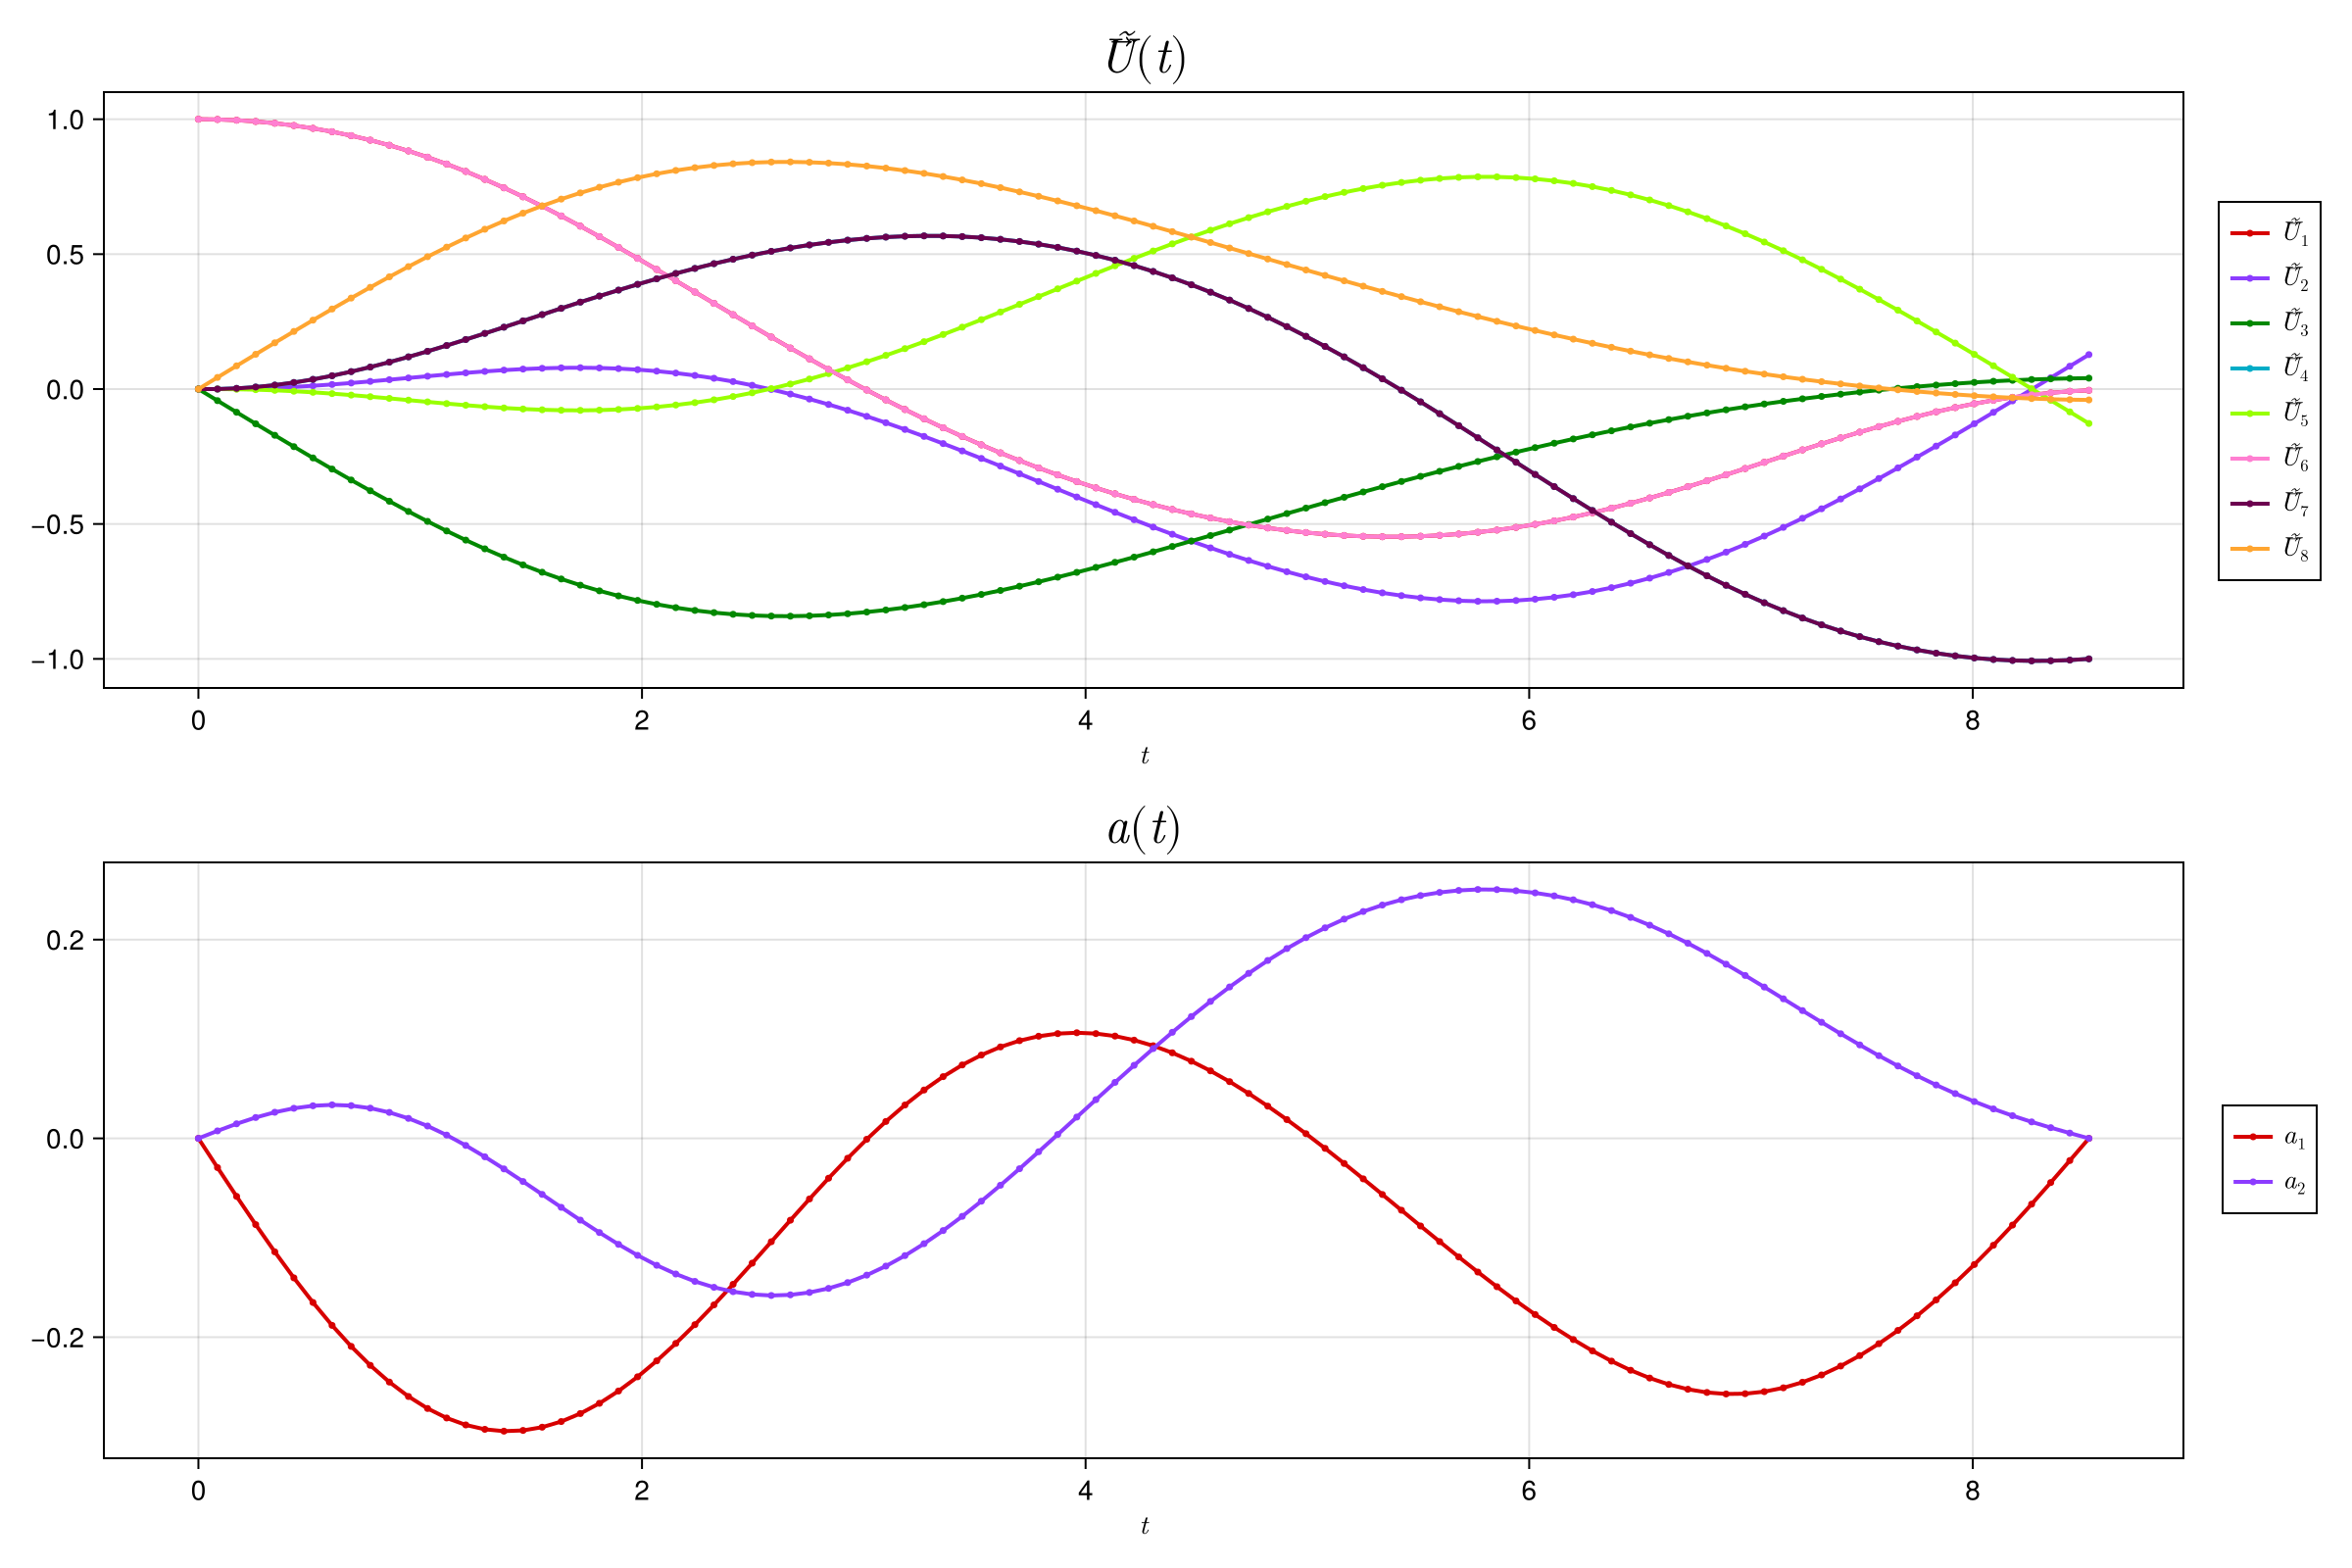 Ũ⃗(t)
1.0
0.5
0.0
−0.5
−1.0
0 2 4 6 8
t
Ũ⃗₁
Ũ⃗₂
Ũ⃗₃
Ũ⃗₄
Ũ⃗₅
Ũ⃗₆
Ũ⃗₇
Ũ⃗₈
a(t)
0.2
0.0
−0.2
0 2 4 6 8
t
a₁
a₂